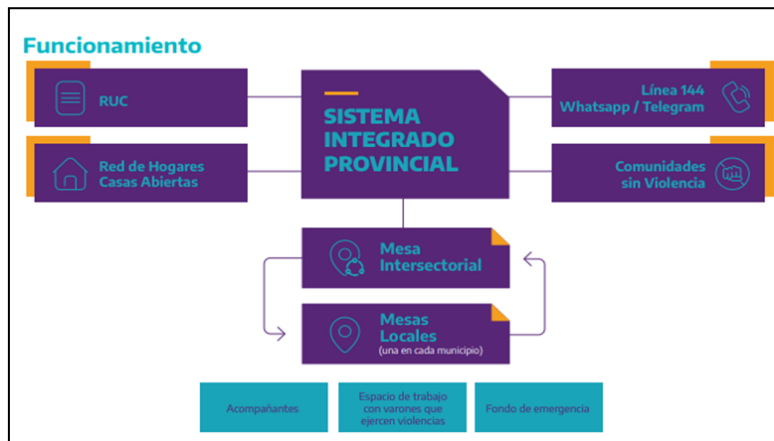 Funcionamiento
RUC
Red de Hogares
Casas Abiertas
SISTEMA
INTEGRADO
PROVINCIAL
Línea 144
Whatsapp / Telegram
Comunidades
sin Violencia
Mesa
Intersectorial
Mesas
Locales
(una en cada municipio)
Acompañantes
Espacio de trabajo
con varones que
ejercen violencias
Fondo de emergencia